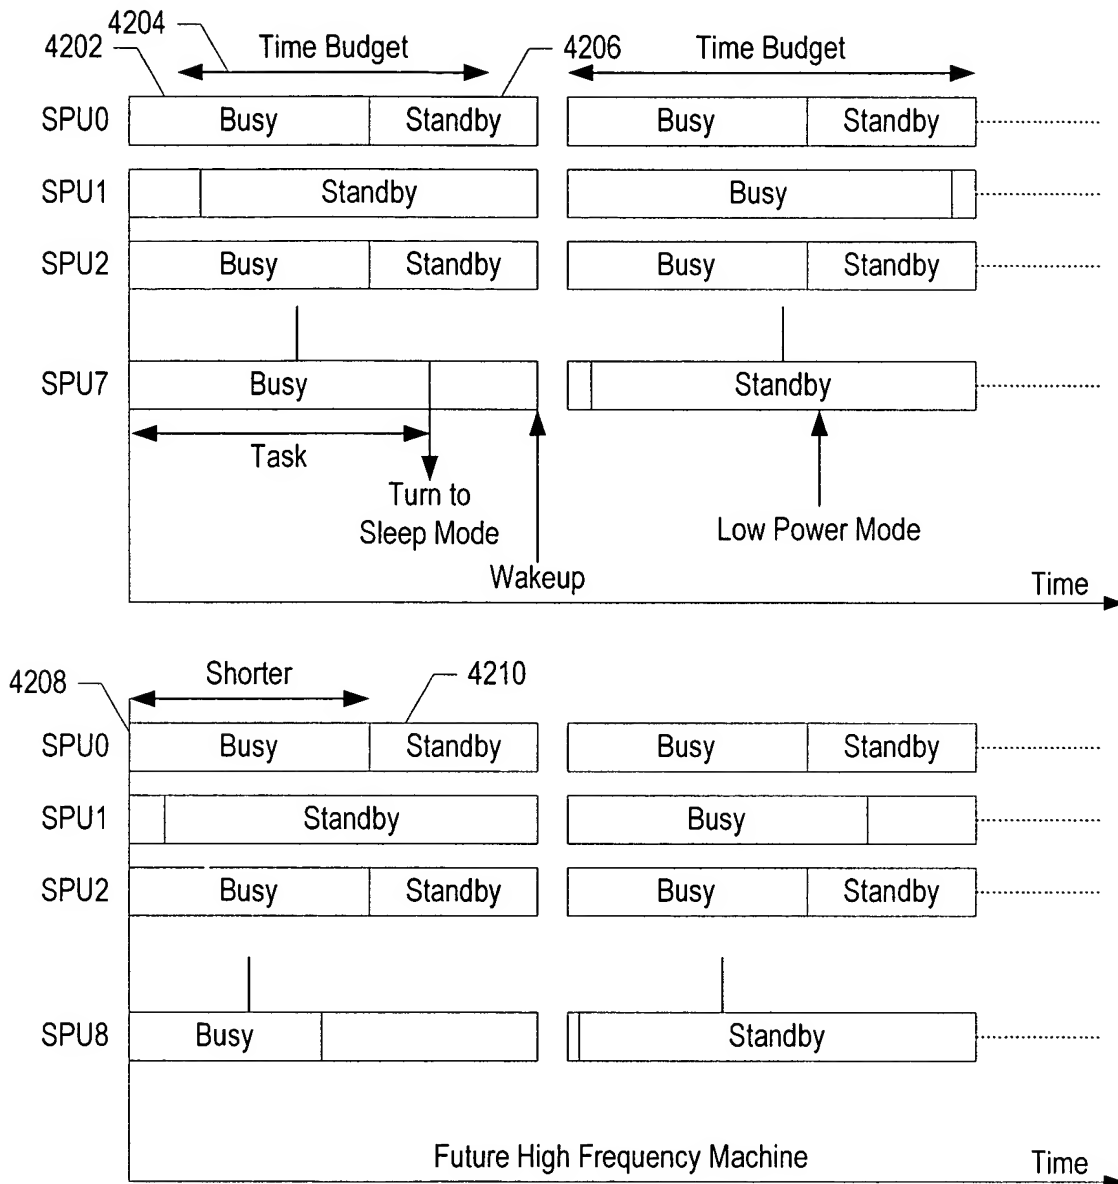 4204
4202
Time Budget
4206
Time Budget
SPU0
Busy
Standby
Busy
Standby
SPU1
Standby
Busy
SPU2
Busy
Standby
Busy
Standby
SPU7
Busy
Standby
Task
Turn to
Sleep Mode
Low Power Mode
Wakeup
Time
4208
Shorter
4210
SPU0
Busy
Standby
Busy
Standby
SPU1
Standby
Busy
SPU2
Busy
Standby
Busy
Standby
SPU8
Busy
Standby
Future High Frequency Machine
Time